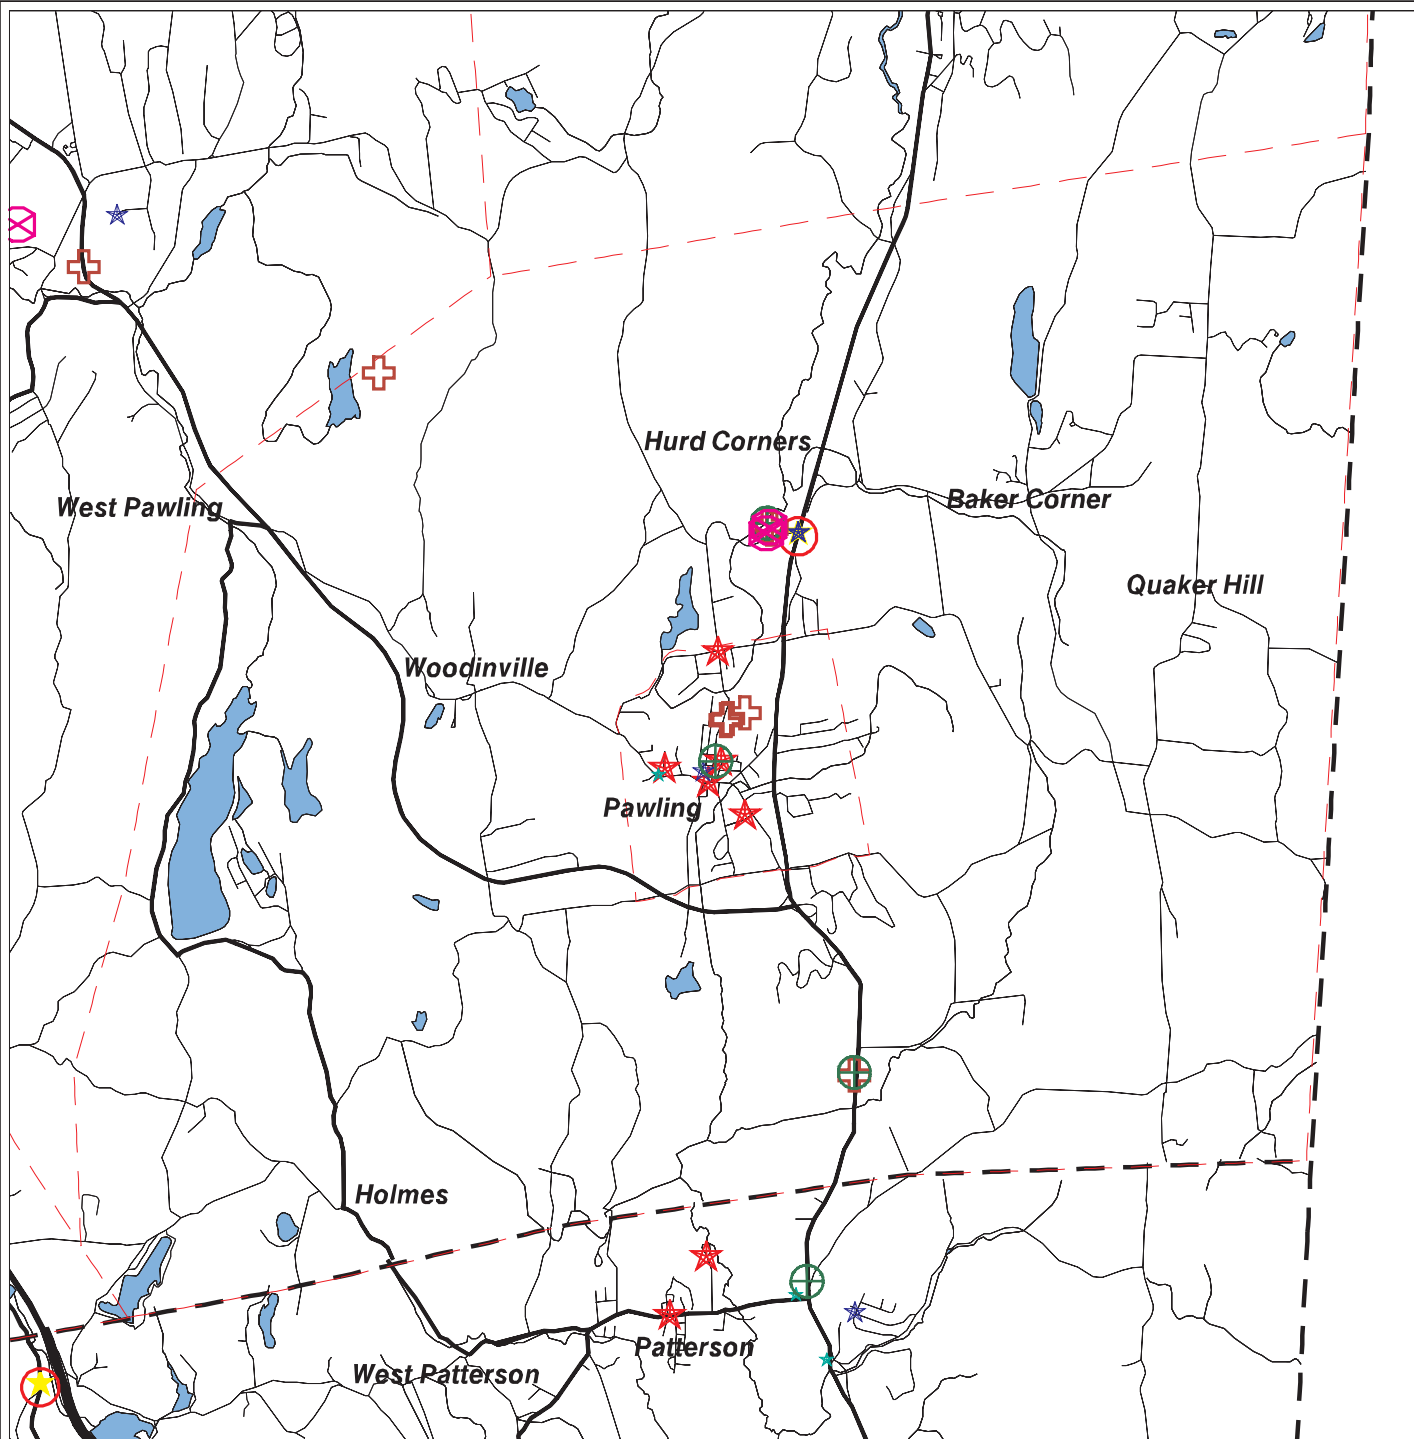 Hurd Corners
West Pawling
Baker Corner
Quaker Hill
Woodinville
Pawling
Holmes
Patterson
West Patterson